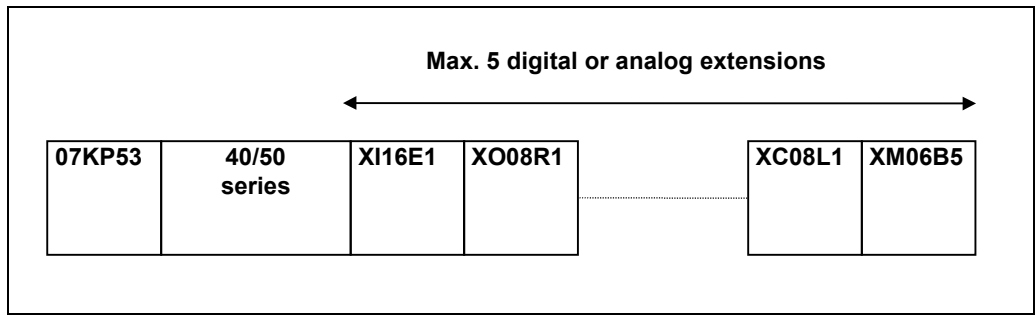 Max. 5 digital or analog extensions
07KP53
40/50
series
XI16E1
XO08R1
XC08L1
XM06B5